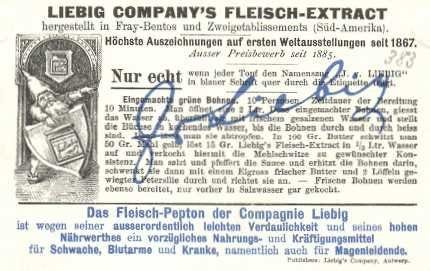 LIEBIG COMPANY'S FLEISCH-EXTRACT
hergestellt in Fray-Bentos und Zweigetablissements (Süd-Amerika).
Höchste Auszeichnungen auf ersten Weltausstellungen seit 1867.
Ausser Preisbewerb seit 1885.
383
Nur echt
wenn jeder Topf den Namenszug „J. LIEBIG"
in blauer Schrift quer durch die Etiquette
Eingemachte grüne Bohnen. 10 Personen. Zeitdauer der Bereitung
10 Minuten. Man öffnet eine 2 Ltr. Dose eingemachter Bohnen, giesst
das Wasser ab, überfüllt sie mit frischem gesalzenen Wasser und stellt
die Büchse in kochendes Wasser, bis die Bohnen durch und durch heiss
sind. Man lässt sie abtropfen. In 100 Gr. Butter schwitzt man
50 Gr. Mehl gelb, löst 15 Gr. Liebig's Fleisch-Extract in 1/2 Ltr. Wasser
auf und verkocht hiermit die Mehlschwitze zu gewünschter Kon-
sistenz. Man salzt und pfeffert die Sauce und erhitzt die Bohnen darin,
schwenkt sie dann mit einem Eigross frischer Butter und 2 Löffeln ge-
wiegter Petersilie durch und richtet sie an. — Frische Bohnen werden
ebenso bereitet, nur vorher in Salzwasser gar gekocht.
J. v. Liebig
Das Fleisch-Pepton der Compagnie Liebig
ist wegen seiner ausserordentlich leichten Verdaulichkeit und seines hohen
Nährwerthes ein vorzügliches Nahrungs- und Kräftigungsmittel
für Schwache, Blutarme und Kranke, namentlich auch für Magenleidende.
Publishers: Liebig's Company, Antwerp.